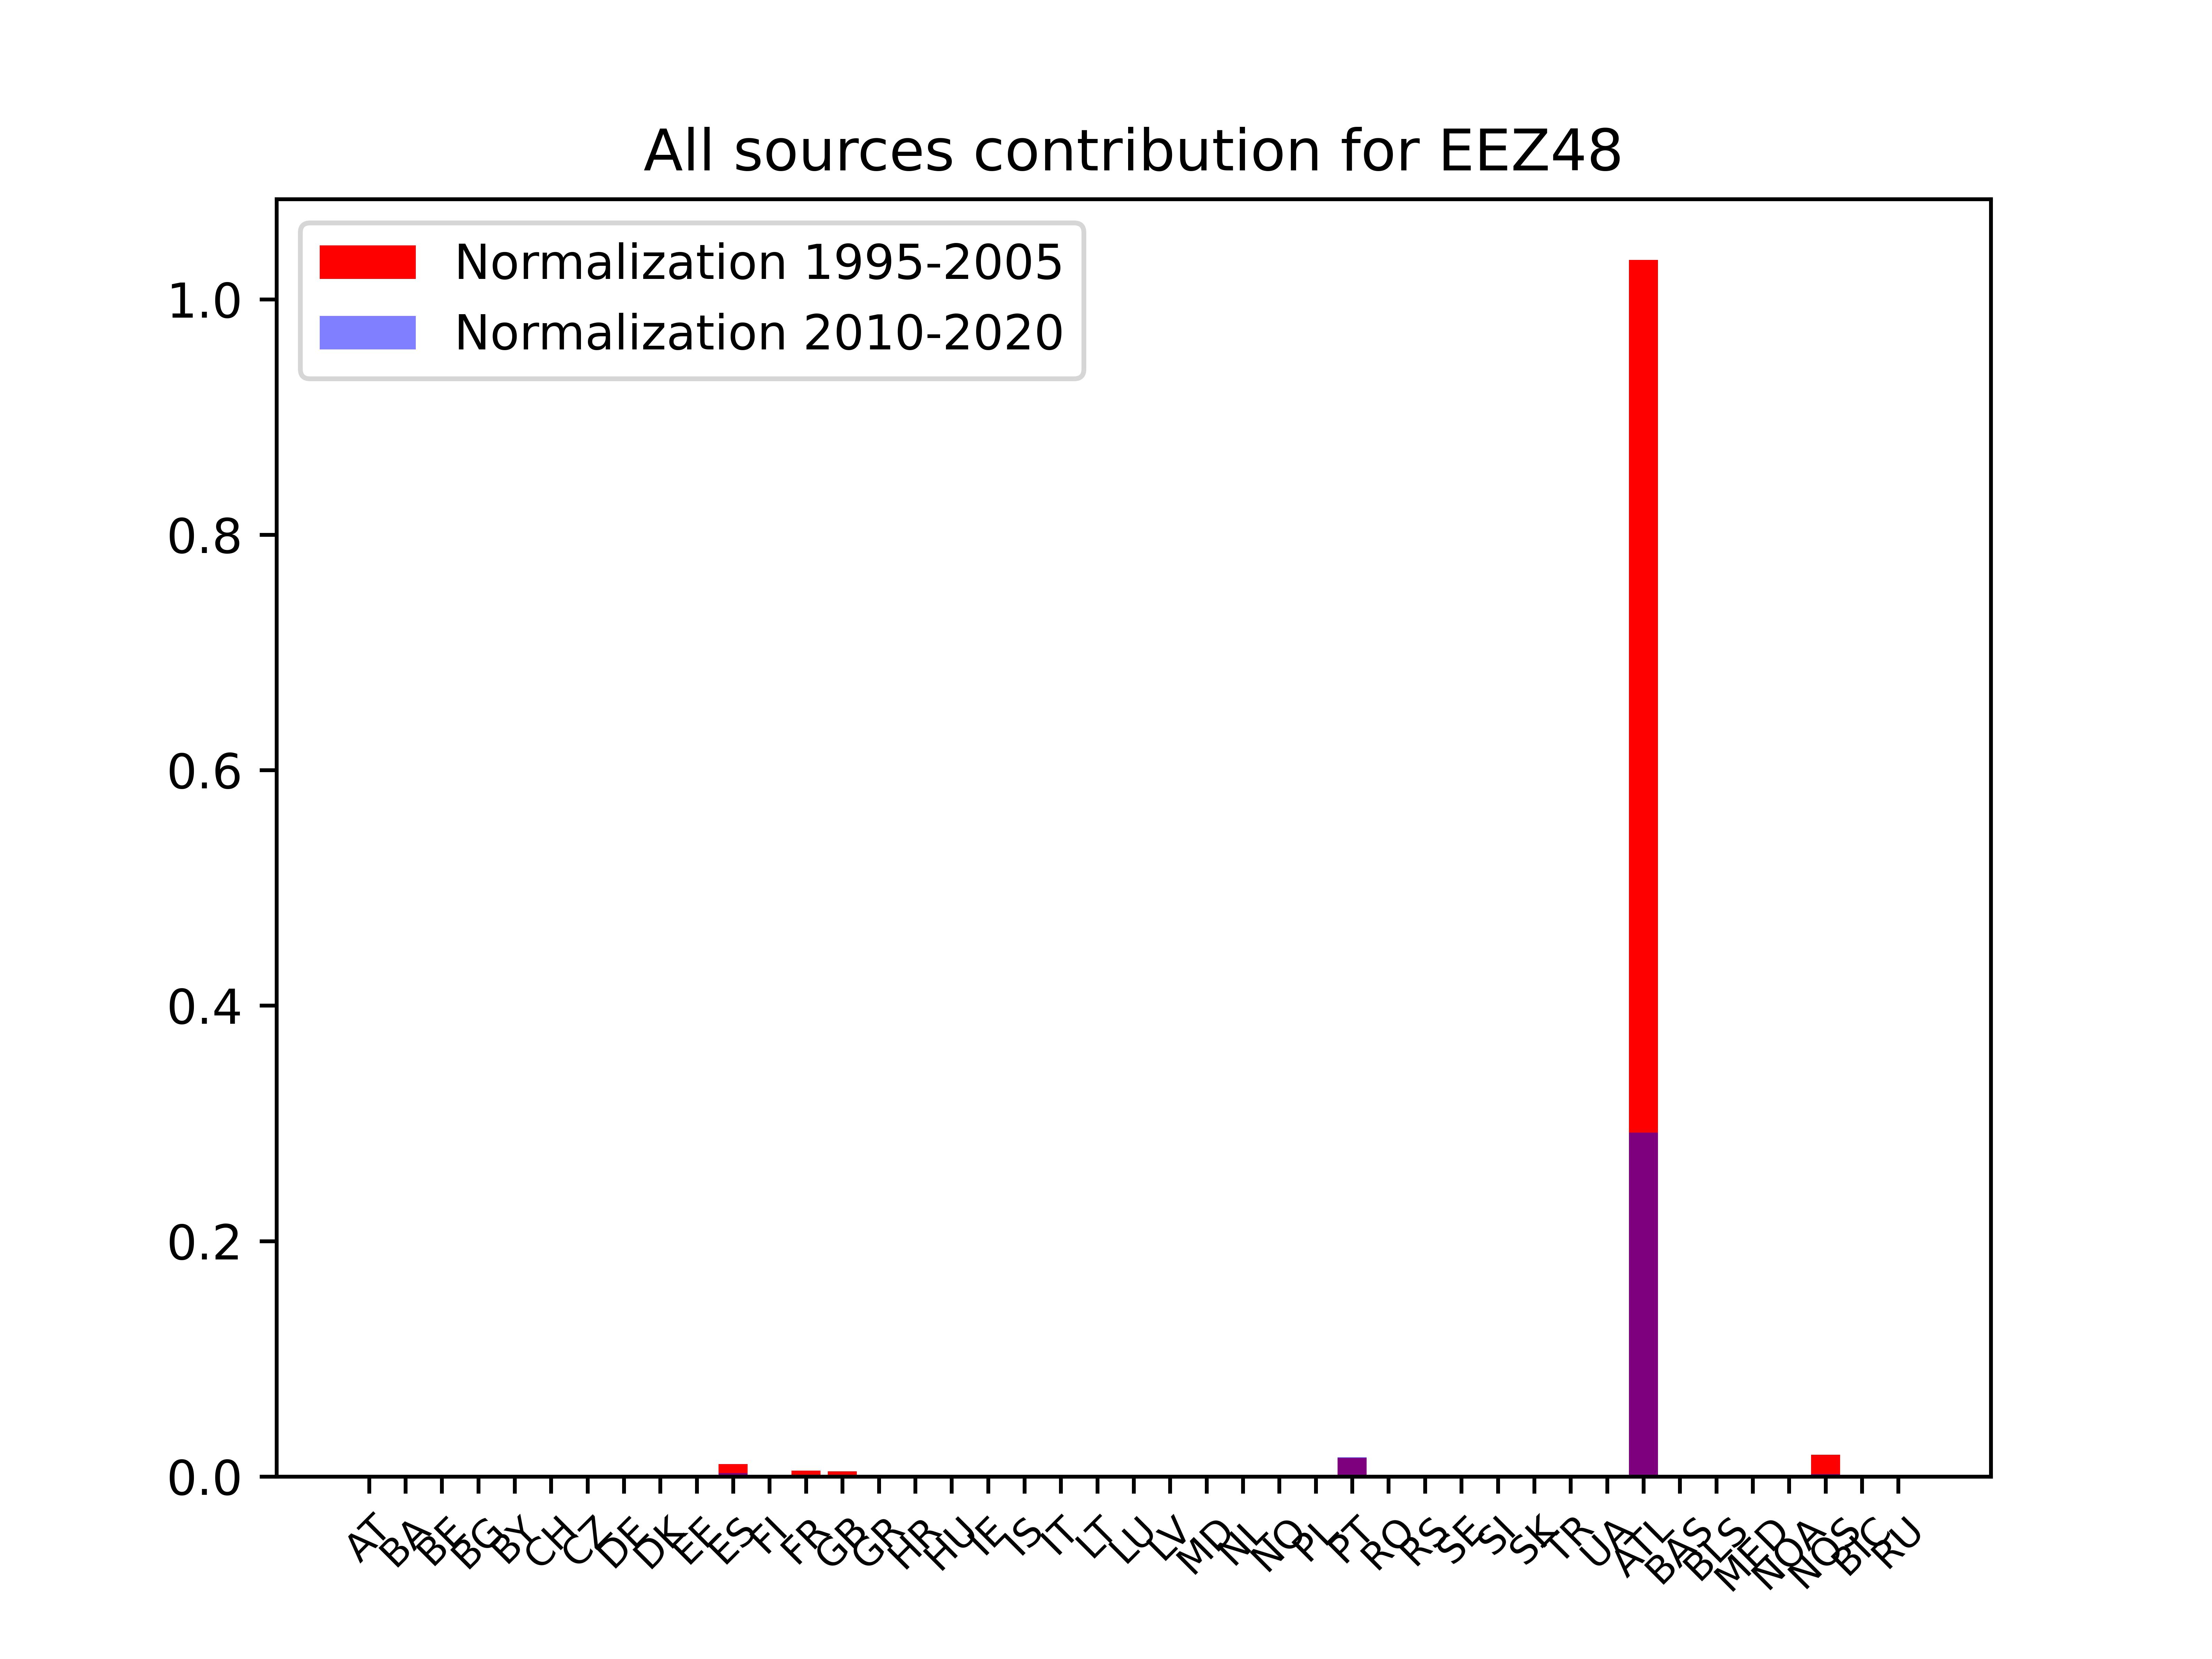 All sources contribution for EEZ48
Normalization 1995-2005
Normalization 2010-2020
1.0
0.8
0.6
0.4
0.2
0.0
AT
BA
BE
BG
BY
CH
CZ
DE
DK
EE
ES
FI
FR
GB
GR
HR
HU
IE
IS
IT
LT
LU
LV
MD
NL
NO
PL
PT
RO
RS
SE
SI
SK
TR
UA
ATL
BAS
BLS
MED
NOA
NOS
BIC
RU